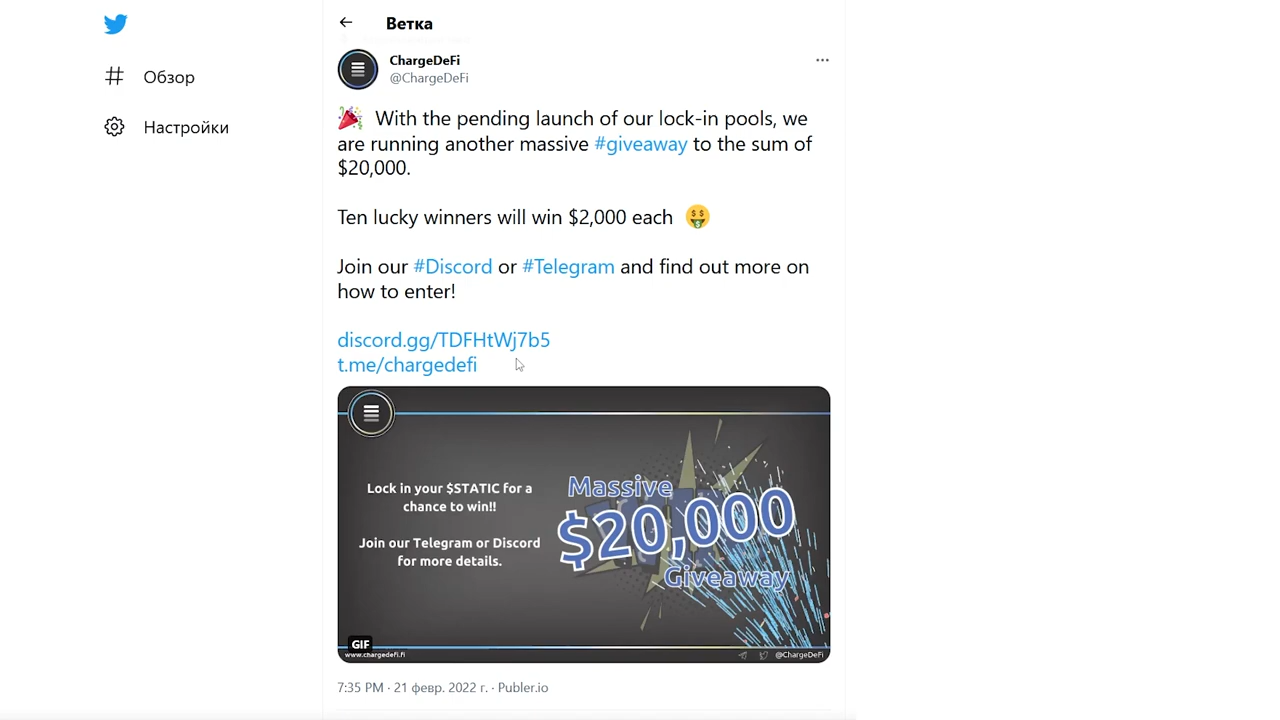 Ветка
Обзор
Настройки
ChargeDeFi
@ChargeDeFi
🎉 With the pending launch of our lock-in pools, we
are running another massive #giveaway to the sum of
$20,000.
Ten lucky winners will win $2,000 each 🤑
Join our #Discord or #Telegram and find out more on
how to enter!
discord.gg/TDFHtWj7b5
t.me/chargedefi
Lock in your $STATIC for a
chance to win!!
Join our Telegram or Discord
for more details.
Massive
$20,000
Giveaway
GIF
www.chargedefi.fi
@ChargeDeFi
7:35 PM · 21 февр. 2022 г. · Publer.io